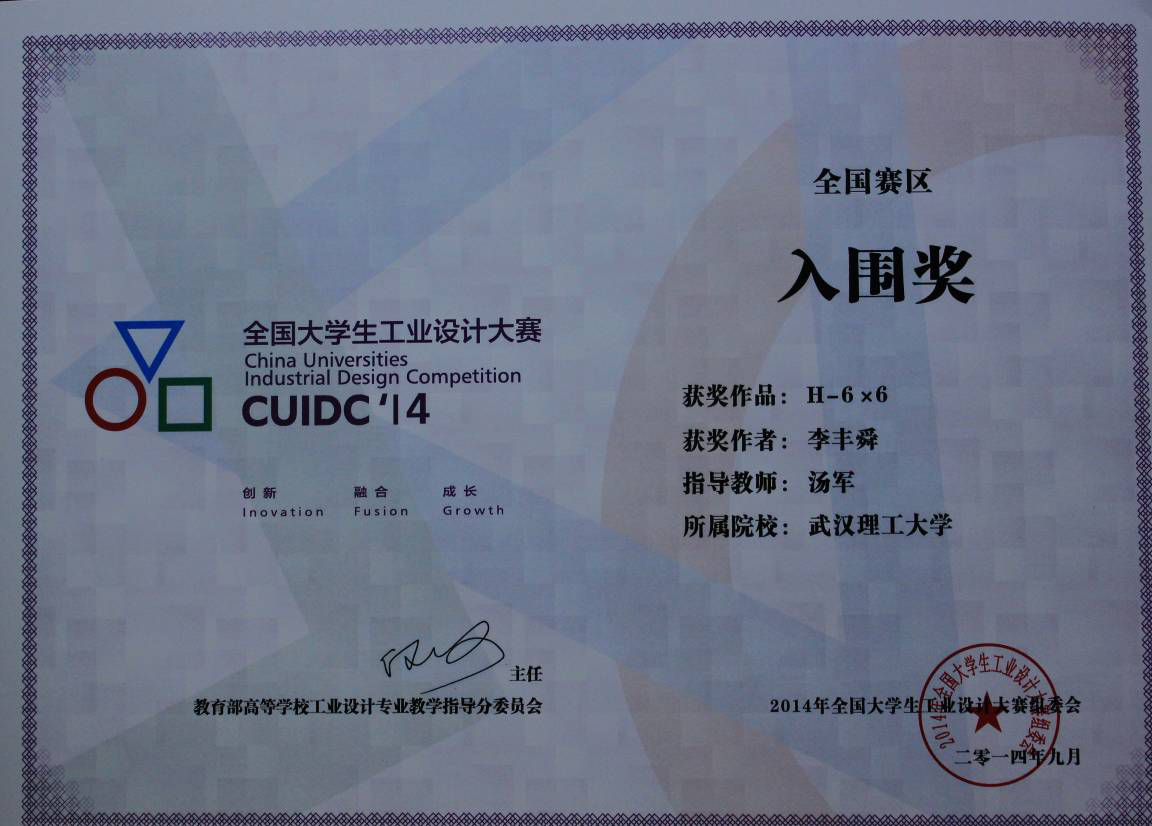 全国赛区
入围奖
全国大学生工业设计大赛
China Universities
Industrial Design Competition
CUIDC '14
创新 融合 成长
Inovation Fusion Growth
获奖作品：H-6×6
获奖作者：李丰舜
指导教师：汤军
所属院校：武汉理工大学
主任
教育部高等学校工业设计专业教学指导分委员会
2014年全国大学生工业设计大赛组委会
二零一四年九月
2014年全国大学生工业设计大赛组委会